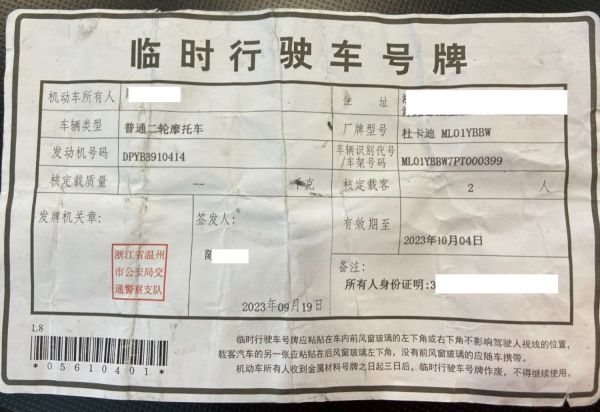 临时行驶车号牌
机动车所有人
住 址
车辆类型 普通二轮摩托车
厂牌型号 杜卡迪 ML01YBBW
发动机号码 DPYB3910414
车辆识别代号/车架号码 ML01YBBW7PT000399
核定载质量 — 千克
核定载客 2 人
发牌机关章:
浙江省温州
市公安局交
通警察支队
签发人:
2023年09月19日
有效期至
2023年10月04日
备注:
所有人身份证明:3
L8
*05610401*
临时行驶车号牌应粘贴在车内前风窗玻璃的左下角或右下角不影响驾驶人视线的位置,
载客汽车的另一张应粘贴在后风窗玻璃左下角, 没有前风窗玻璃的应随车携带。
机动车所有人收到金属材料号牌之日起三日后, 临时行驶车号牌作废, 不得继续使用。